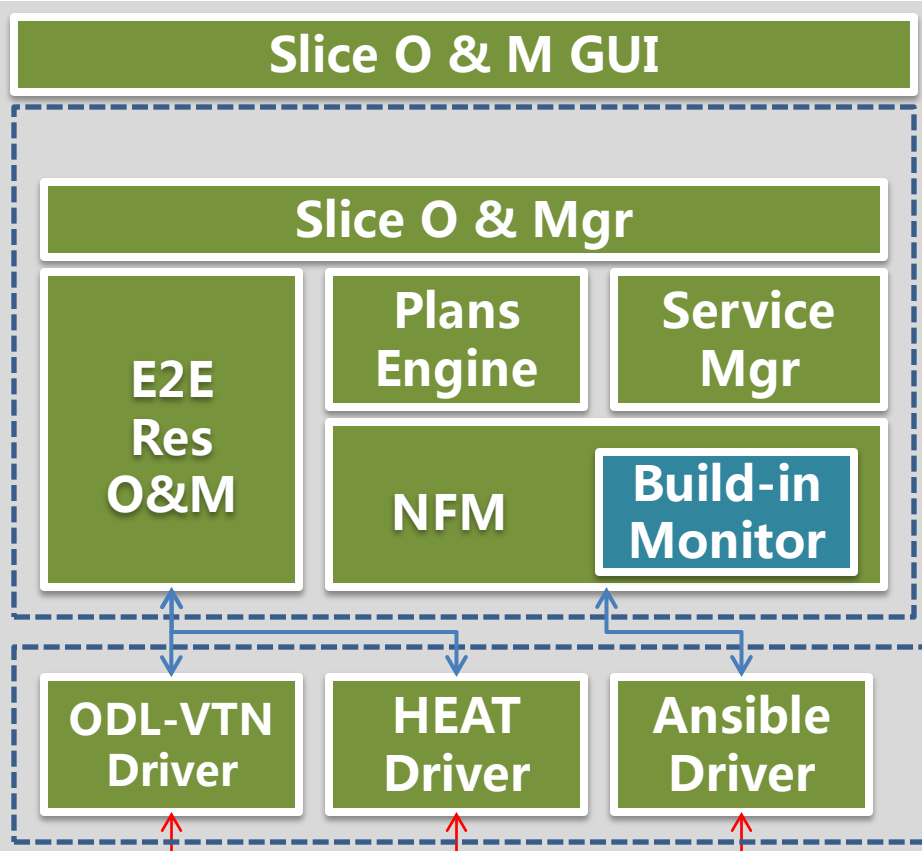 Slice O & M GUI
Slice O & Mgr
E2E
Res
O&M
Plans
Engine
Service
Mgr
NFM
Build-in
Monitor
ODL-VTN
Driver
HEAT
Driver
Ansible
Driver